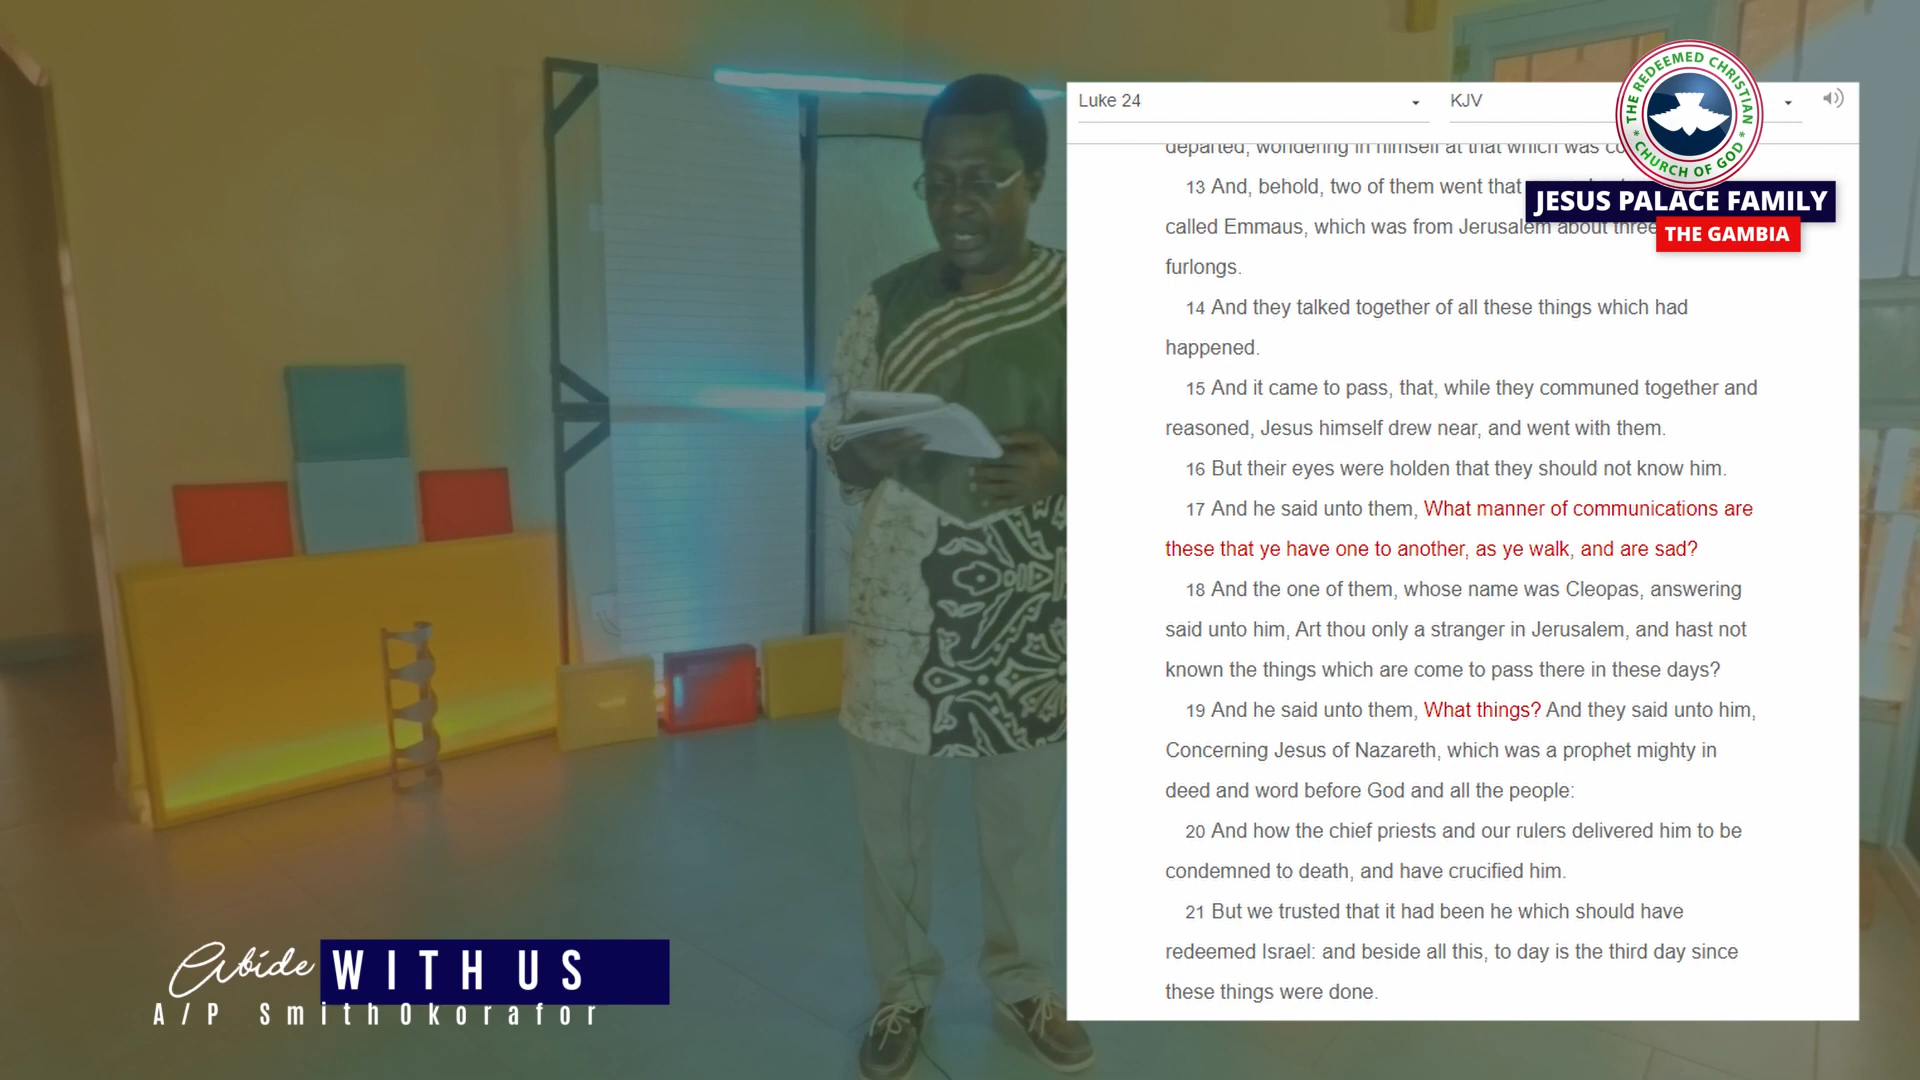 Luke 24
KJV
THE REDEEMED CHRISTIAN
* CHURCH OF GOD *
JESUS PALACE FAMILY
THE GAMBIA
departed, wondering in himself at that which was
13 And, behold, two of them went that
called Emmaus, which was from Jerusalem about three
furlongs.
14 And they talked together of all these things which had
happened.
15 And it came to pass, that, while they communed together and
reasoned, Jesus himself drew near, and went with them.
16 But their eyes were holden that they should not know him.
17 And he said unto them, What manner of communications are
these that ye have one to another, as ye walk, and are sad?
18 And the one of them, whose name was Cleopas, answering
said unto him, Art thou only a stranger in Jerusalem, and hast not
known the things which are come to pass there in these days?
19 And he said unto them, What things? And they said unto him,
Concerning Jesus of Nazareth, which was a prophet mighty in
deed and word before God and all the people:
20 And how the chief priests and our rulers delivered him to be
condemned to death, and have crucified him.
21 But we trusted that it had been he which should have
redeemed Israel: and beside all this, to day is the third day since
these things were done.
Abide WITH US
A/P SmithOkorafor